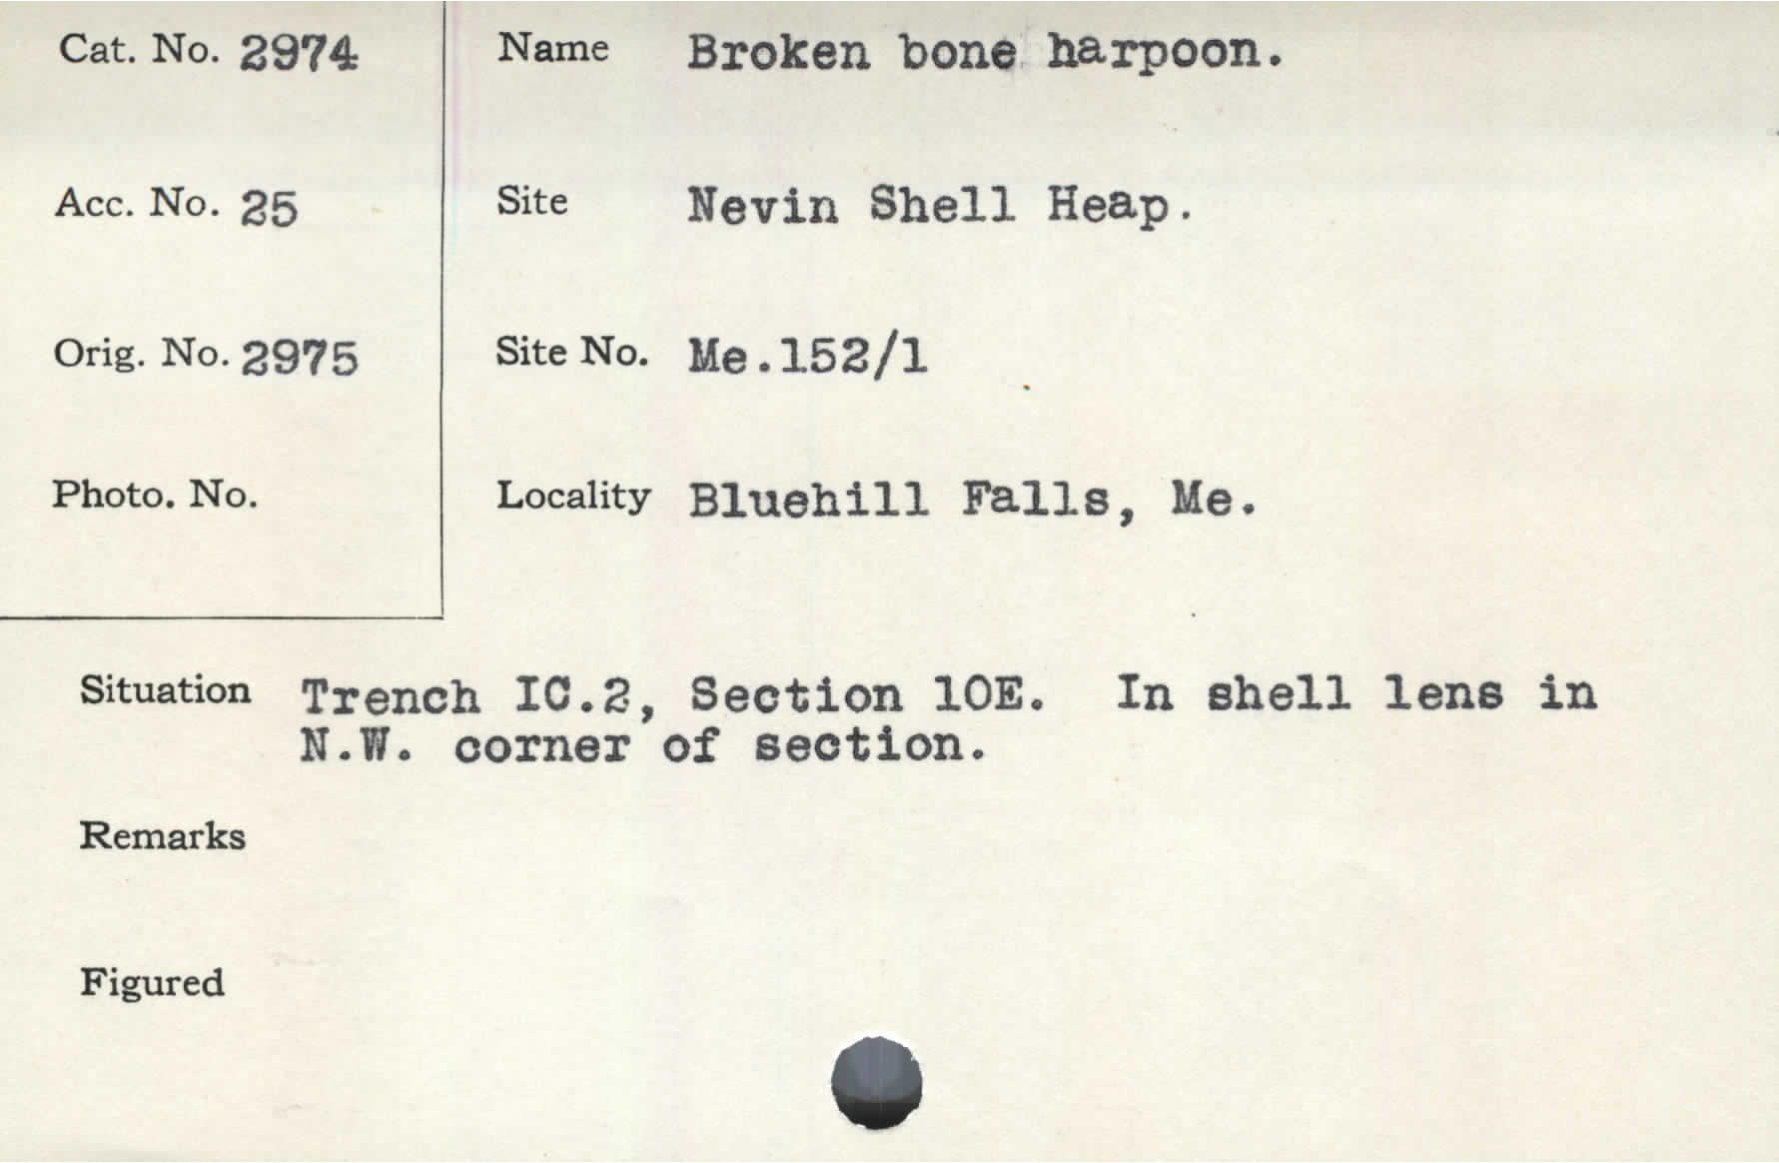 Cat. No. 2974
Name Broken bone harpoon.
Acc. No. 25
Site Nevin Shell Heap.
Orig. No. 2975
Site No. Me.152/1
Photo. No.
Locality Bluehill Falls, Me.
Situation Trench IC.2, Section 10E. In shell lens in
N.W. corner of section.
Remarks
Figured